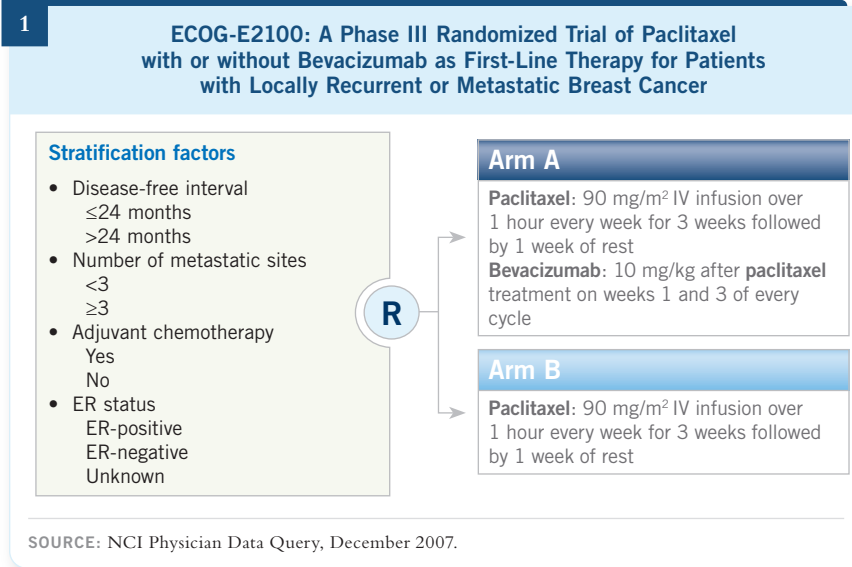 1
ECOG-E2100: A Phase III Randomized Trial of Paclitaxel
with or without Bevacizumab as First-Line Therapy for Patients
with Locally Recurrent or Metastatic Breast Cancer
Stratification factors
• Disease-free interval
≤24 months
>24 months
• Number of metastatic sites
<3
≥3
• Adjuvant chemotherapy
Yes
No
• ER status
ER-positive
ER-negative
Unknown
R
Arm A
Paclitaxel: 90 mg/m² IV infusion over
1 hour every week for 3 weeks followed
by 1 week of rest
Bevacizumab: 10 mg/kg after paclitaxel
treatment on weeks 1 and 3 of every
cycle
Arm B
Paclitaxel: 90 mg/m² IV infusion over
1 hour every week for 3 weeks followed
by 1 week of rest
SOURCE: NCI Physician Data Query, December 2007.